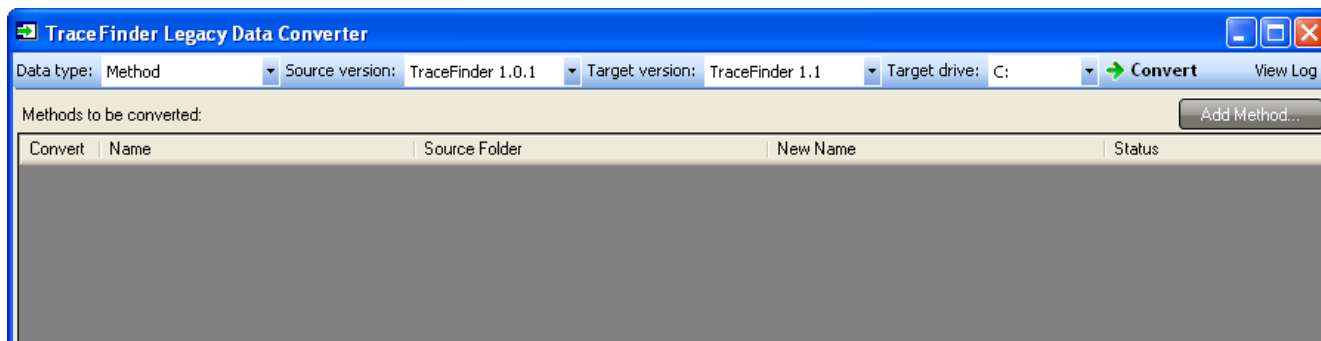 TraceFinder Legacy Data Converter
Data type: Method Source version: TraceFinder 1.0.1 Target version: TraceFinder 1.1 Target drive: C: Convert View Log
Methods to be converted: Add Method...
Convert Name Source Folder New Name Status